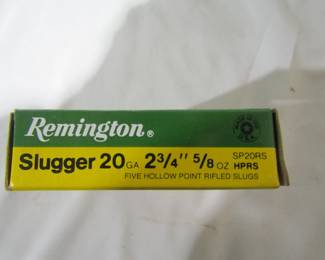 Remington®
Slugger 20 GA 2 3/4" 5/8 OZ SP20RS HPRS
FIVE HOLLOW POINT RIFLED SLUGS